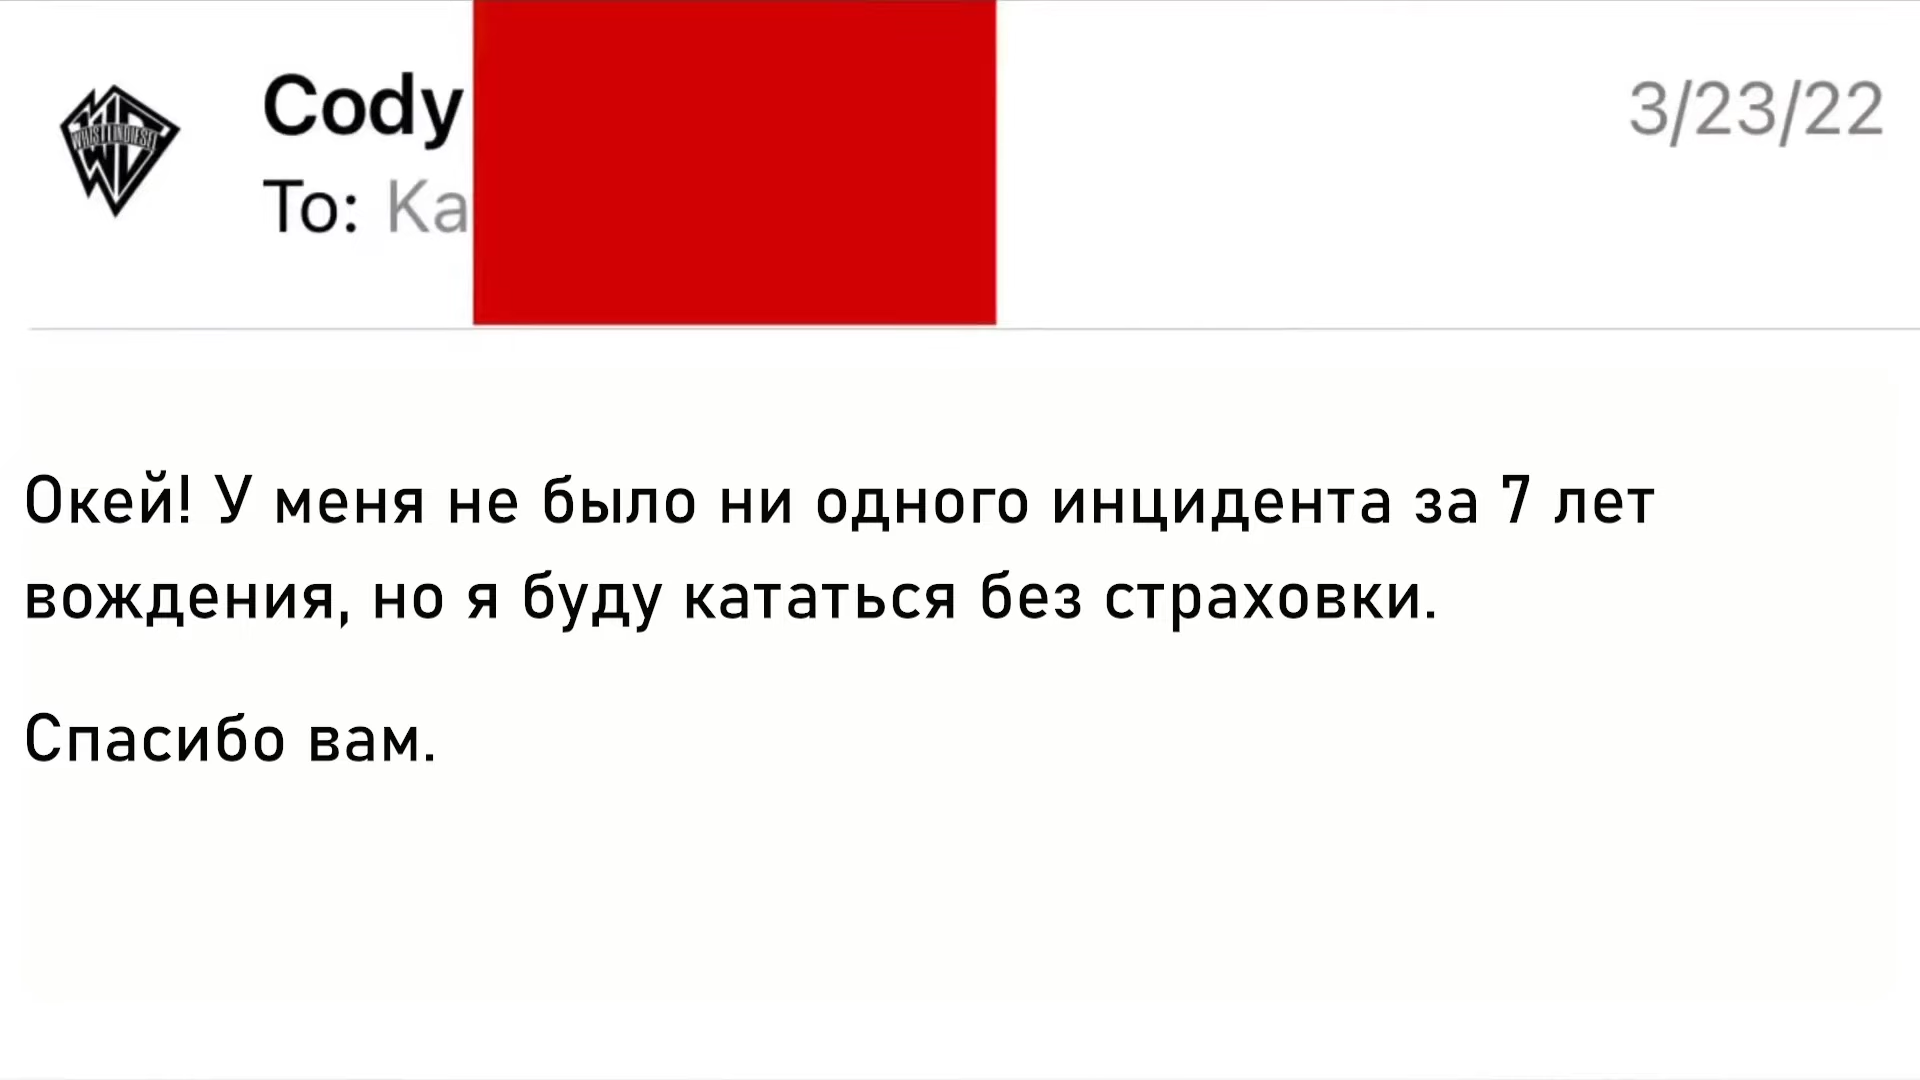 Cody
3/23/22
To: Ka
WHISTLINDIESEL
Окей! У меня не было ни одного инцидента за 7 лет
вождения, но я буду кататься без страховки.
Спасибо вам.